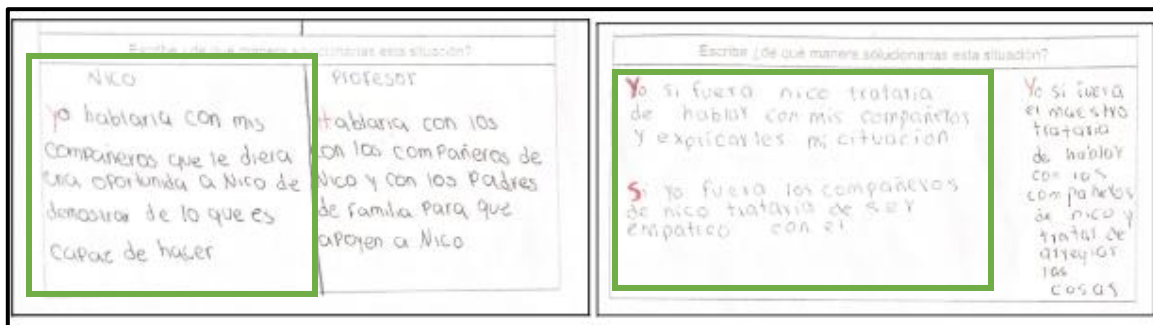 Escribe ¿de qué manera solucionarias esta situación?
NICO
yo hablaria con mis
compañeros que le diera
una oportunida a Nico de
demostrar de lo que es
capac de hacer
Profesor
Hablaria con los
con los compañeros de
Nico y con los Padres
de Familia Para que
apoyen a Nico
Escribe ¿de qué manera solucionarias esta situación?
Yo si fuera nico trataria
de hablar con mis compañeros
y explicarles mi cituacion
Si yo fuera los compañeros
de nico trataria de ser
empatico con el
Yo si fuera
el maestro
trataria
de hablar
con los
compañeros
de nico y
tratar de
arreglar
las
cosas